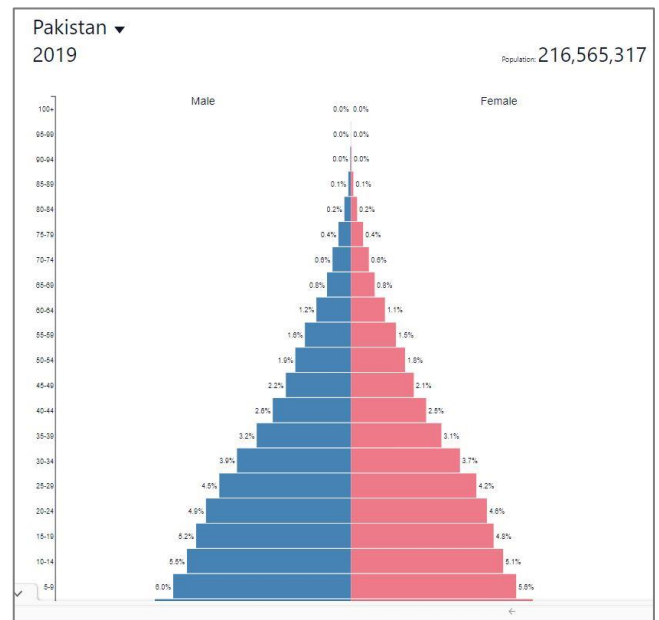 Pakistan
2019
Population: 216,565,317
Male Female
100+ 0.0% 0.0%
95-99 0.0% 0.0%
90-94 0.0% 0.0%
85-89 0.1% 0.1%
80-84 0.2% 0.2%
75-79 0.4% 0.4%
70-74 0.6% 0.6%
65-69 0.8% 0.8%
60-64 1.2% 1.1%
55-59 1.6% 1.5%
50-54 1.9% 1.8%
45-49 2.2% 2.1%
40-44 2.6% 2.5%
35-39 3.2% 3.1%
30-34 3.9% 3.7%
25-29 4.5% 4.2%
20-24 4.9% 4.6%
15-19 5.2% 4.8%
10-14 5.5% 5.1%
5-9 6.0% 5.6%